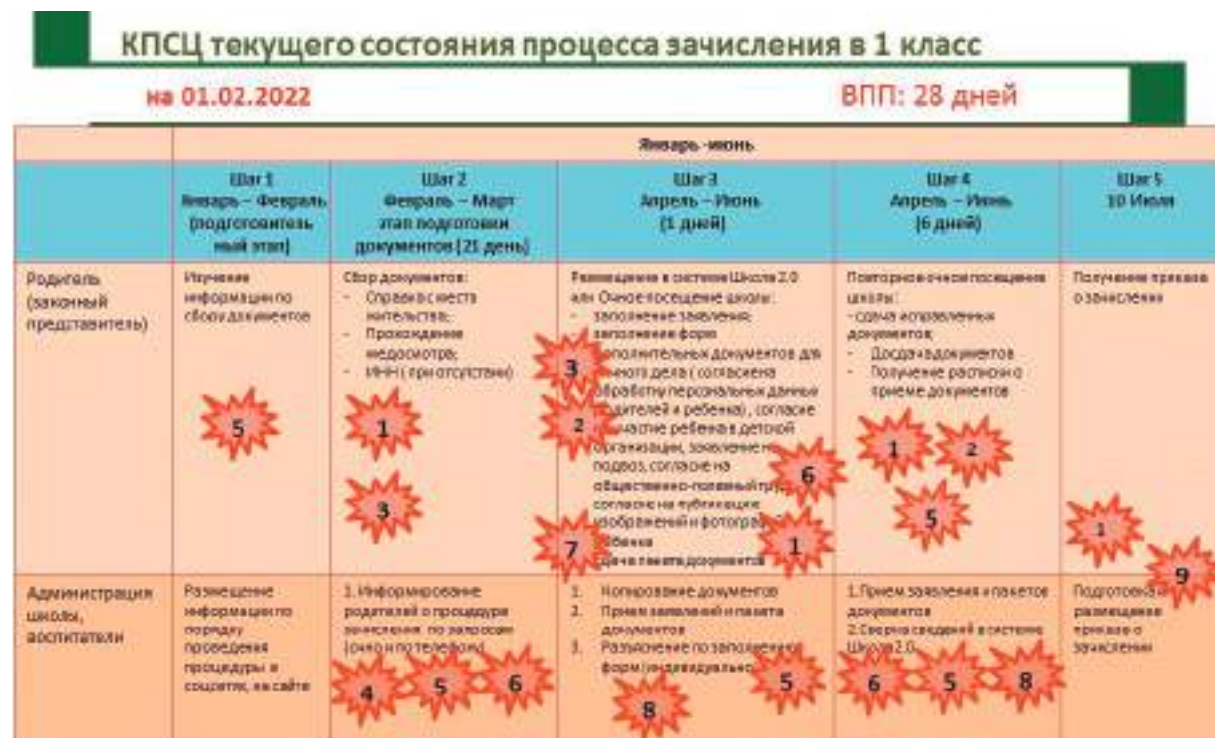 КПСЦ текущего состояния процесса зачисления в 1 класс
на 01.02.2022
ВПП: 28 дней
Январь -июнь
Шаг 1
Январь – Февраль
(подготовитель
ный этап)
Шаг 2
Февраль – Март
этап подготовки
документов (21 день)
Шаг 3
Апрель – Июнь
(1 дней)
Шаг 4
Апрель – Июнь
(6 дней)
Шаг 5
10 Июля
Родитель
(законный
представитель)
Изучение
информации по
сбору документов
5
Сбор документов:
- Справка с места
жительства;
- Прохождение
медосмотра;
- ИНН ( при отсутствии)
1
3
Размещение в системе Школа 2.0
или Очное посещение школы:
- заполнение заявления;
заполнение форм
дополнительных документов для
личного дела ( согласие на
обработку персональных данных
родителей и ребенка) , согласие
участие ребенка в детской
организации, заявление на
подвоз, согласие на
общественно-полезный труд
согласие на публикацию
изображений и фотографий
ребенка
сдача пакета документов
3
2
6
7
1
Повторное очное посещение
школы:
- сдача исправленных
документов;
- Досдача документов
- Получение расписки о
приеме документов
1
2
5
Получение приказа
о зачислении
1
9
Администрация
школы,
воспитатели
Размещение
информации по
порядку
проведения
процедуры в
соцсетях, на сайте
1. Информирование
родителей о процедуре
зачисления по запросам
(очно и по телефону)
4
5
6
1. Копирование документов
2. Прием заявлений и пакета
документов
3. Разъяснение по заполнению
форм (индивидуально)
8
5
1.Прием заявления и пакетов
документов
2.Сверка сведений в системе
Школа 2.0
6
5
8
Подготовка и
размещение
приказа о
зачислении